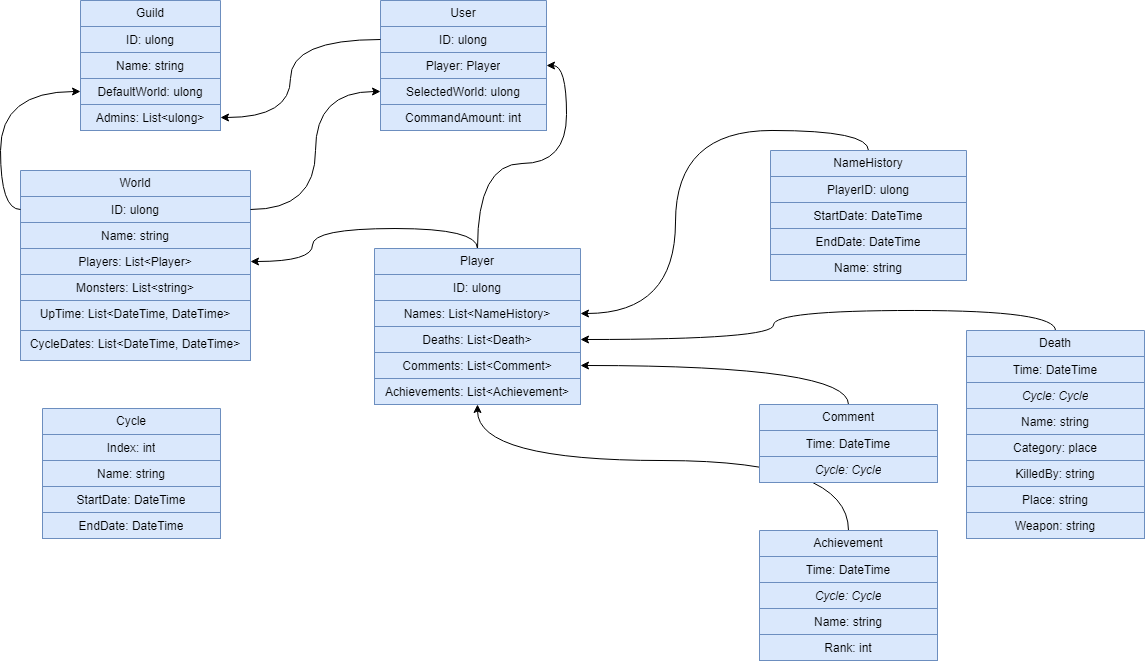 Guild
ID: ulong
Name: string
DefaultWorld: ulong
Admins: List<ulong>
User
ID: ulong
Player: Player
SelectedWorld: ulong
CommandAmount: int
World
ID: ulong
Name: string
Players: List<Player>
Monsters: List<string>
UpTime: List<DateTime, DateTime>
CycleDates: List<DateTime, DateTime>
Player
ID: ulong
Names: List<NameHistory>
Deaths: List<Death>
Comments: List<Comment>
Achievements: List<Achievement>
NameHistory
PlayerID: ulong
StartDate: DateTime
EndDate: DateTime
Name: string
Death
Time: DateTime
Cycle: Cycle
Name: string
Category: place
KilledBy: string
Place: string
Weapon: string
Cycle
Index: int
Name: string
StartDate: DateTime
EndDate: DateTime
Comment
Time: DateTime
Cycle: Cycle
Achievement
Time: DateTime
Cycle: Cycle
Name: string
Rank: int